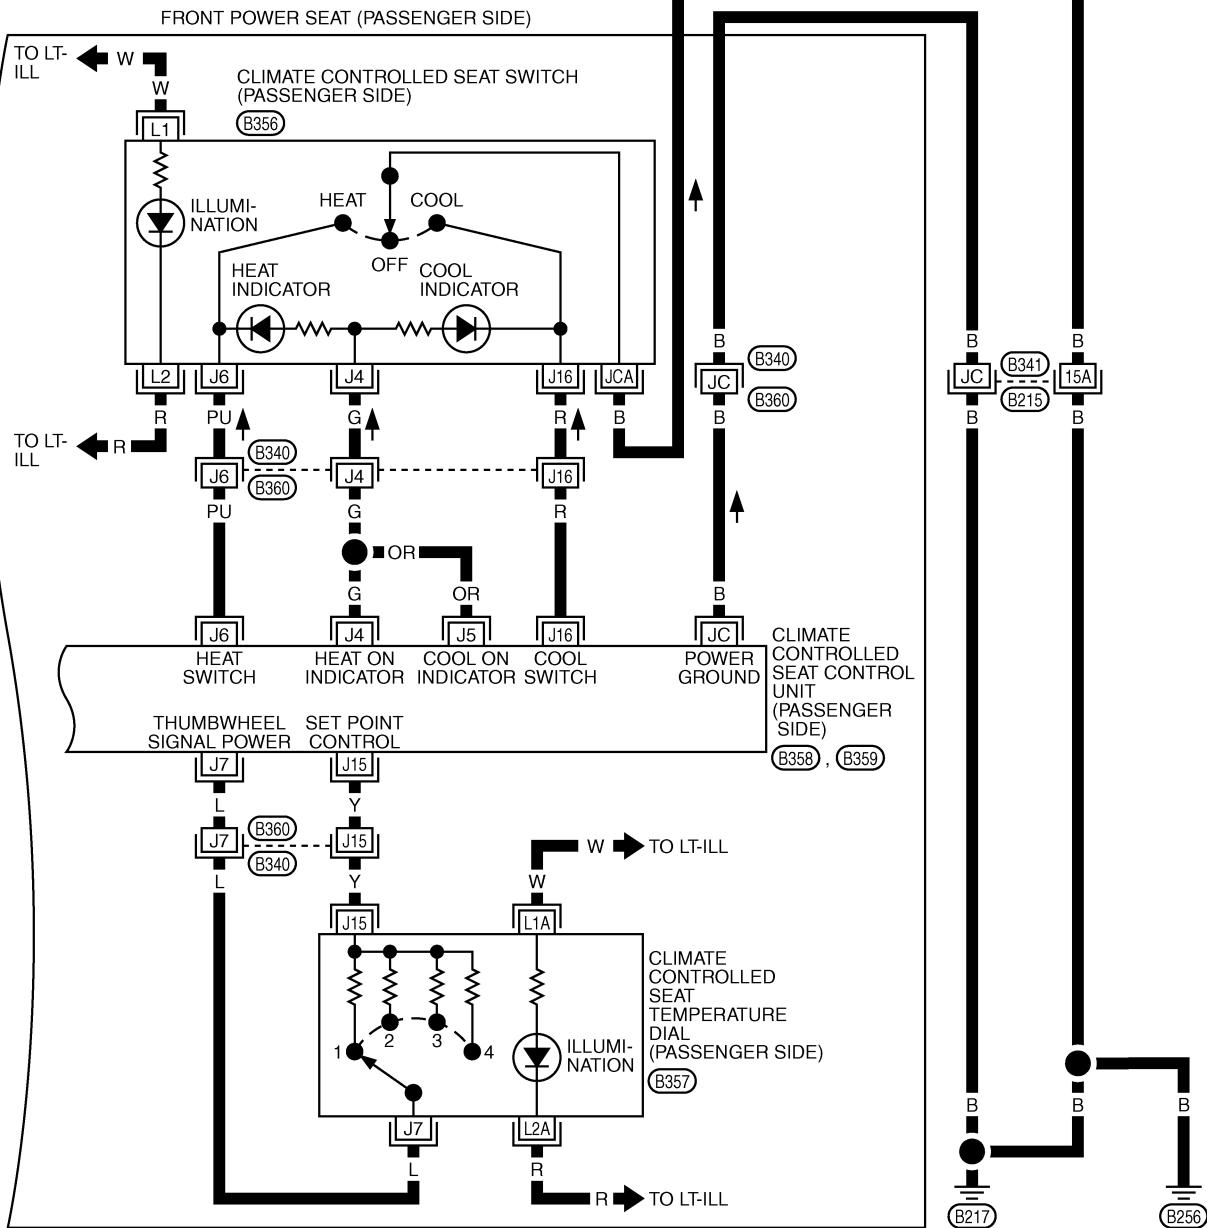 FRONT POWER SEAT (PASSENGER SIDE)
TO LT-
ILL
W
W
CLIMATE CONTROLLED SEAT SWITCH
(PASSENGER SIDE)
B356
L1
ILLUMI-
NATION
HEAT
COOL
OFF
HEAT
INDICATOR
COOL
INDICATOR
L2
J6
J4
J16
JCA
R
PU
G
R
B
TO LT-
ILL
R
B340
B360
J6
J4
J16
PU
G
R
OR
G
OR
B
B
B
JC
B340
B360
JC
B341
B215
15A
B
B
B
B
J6
J4
J5
J16
JC
HEAT
SWITCH
HEAT ON
INDICATOR
COOL ON
INDICATOR
COOL
SWITCH
POWER
GROUND
CLIMATE
CONTROLLED
SEAT CONTROL
UNIT
(PASSENGER
SIDE)
B358 , B359
THUMBWHEEL
SIGNAL POWER
SET POINT
CONTROL
J7
J15
L
Y
J7
B360
B340
J15
L
Y
W
TO LT-ILL
W
J15
L1A
1
2
3
4
ILLUMI-
NATION
CLIMATE
CONTROLLED
SEAT
TEMPERATURE
DIAL
(PASSENGER SIDE)
B357
J7
L2A
L
R
R
TO LT-ILL
B
B
B
B217
B256